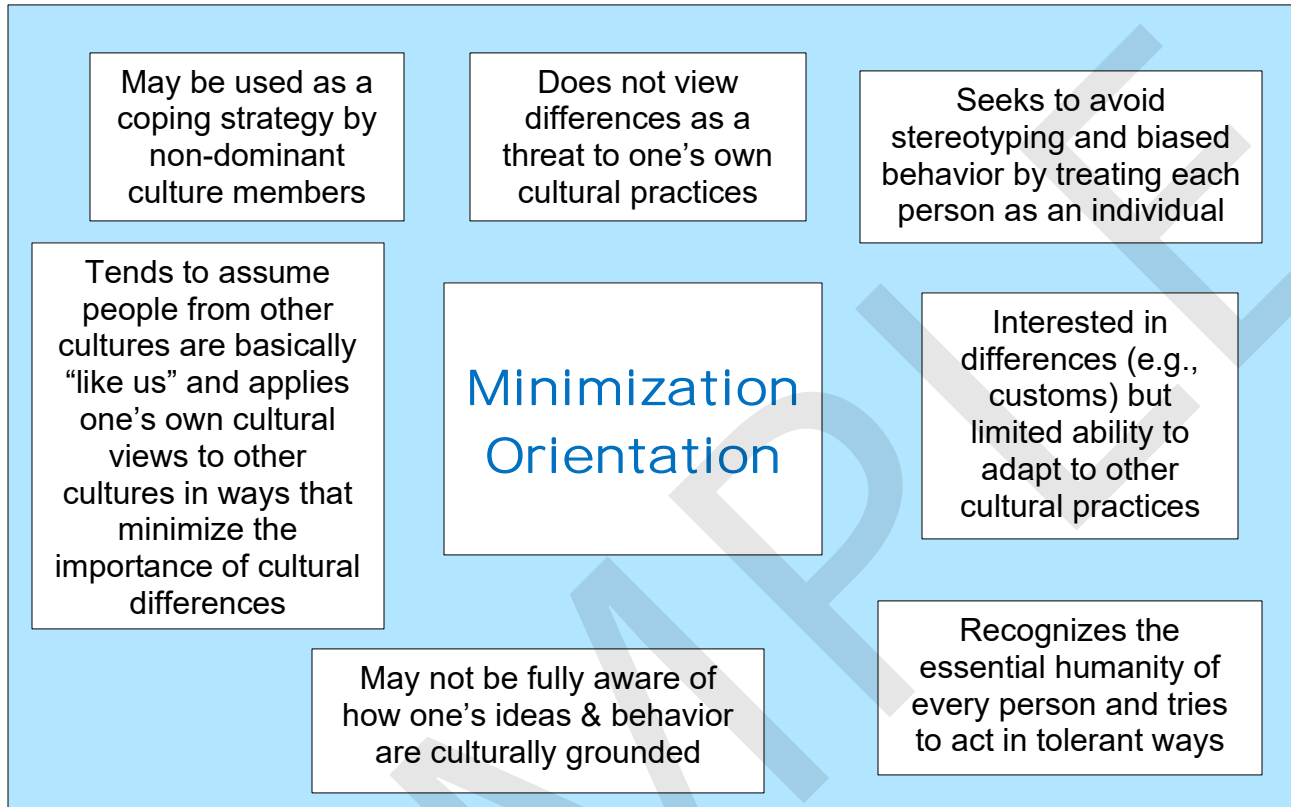 May be used as a
coping strategy by
non-dominant
culture members
Does not view
differences as a
threat to one’s own
cultural practices
Seeks to avoid
stereotyping and biased
behavior by treating each
person as an individual
Tends to assume
people from other
cultures are basically
“like us” and applies
one’s own cultural
views to other
cultures in ways that
minimize the
importance of cultural
differences
Minimization
Orientation
Interested in
differences (e.g.,
customs) but
limited ability to
adapt to other
cultural practices
May not be fully aware of
how one’s ideas & behavior
are culturally grounded
Recognizes the
essential humanity of
every person and tries
to act in tolerant ways
MPLE